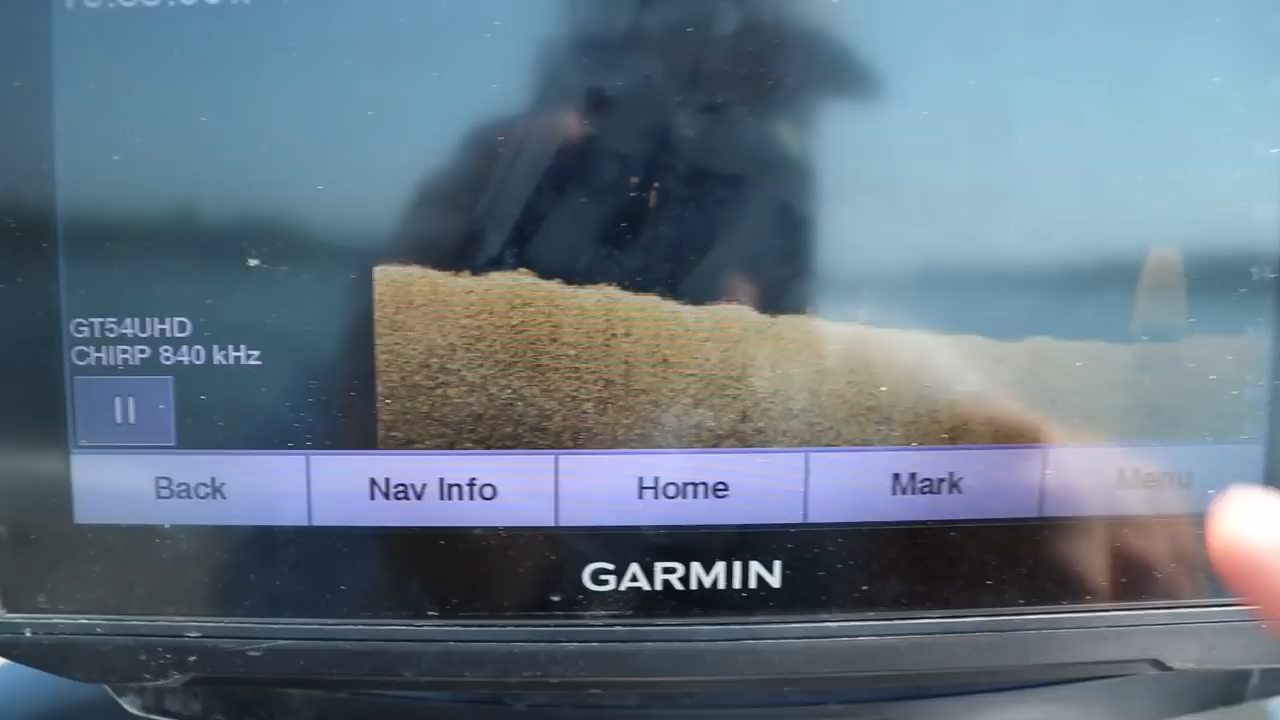 GT54UHD
CHIRP 840 kHz
Back
Nav Info
Home
Mark
Menu
GARMIN